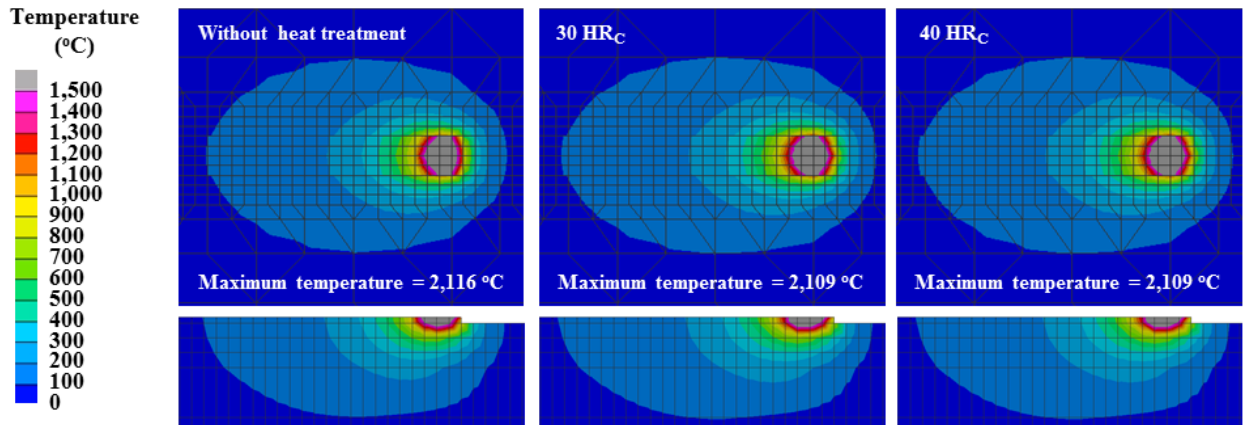 Temperature
(°C)
1,500
1,400
1,300
1,200
1,100
1,000
900
800
700
600
500
400
300
200
100
0
Without heat treatment
Maximum temperature = 2,116 °C
30 HRC
Maximum temperature = 2,109 °C
40 HRC
Maximum temperature = 2,109 °C